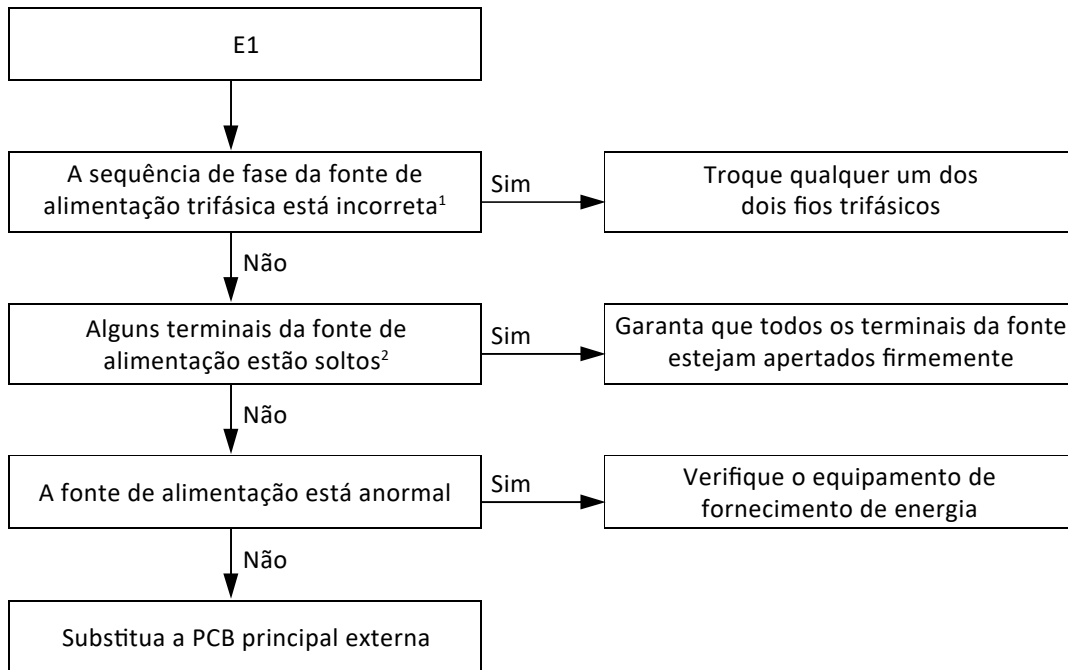 E1
A sequência de fase da fonte de
alimentação trifásica está incorreta¹
Sim
Troque qualquer um dos
dois fios trifásicos
Não
Alguns terminais da fonte de
alimentação estão soltos²
Sim
Garanta que todos os terminais da fonte
estejam apertados firmemente
Não
A fonte de alimentação está anormal
Sim
Verifique o equipamento de
fornecimento de energia
Não
Substitua a PCB principal externa